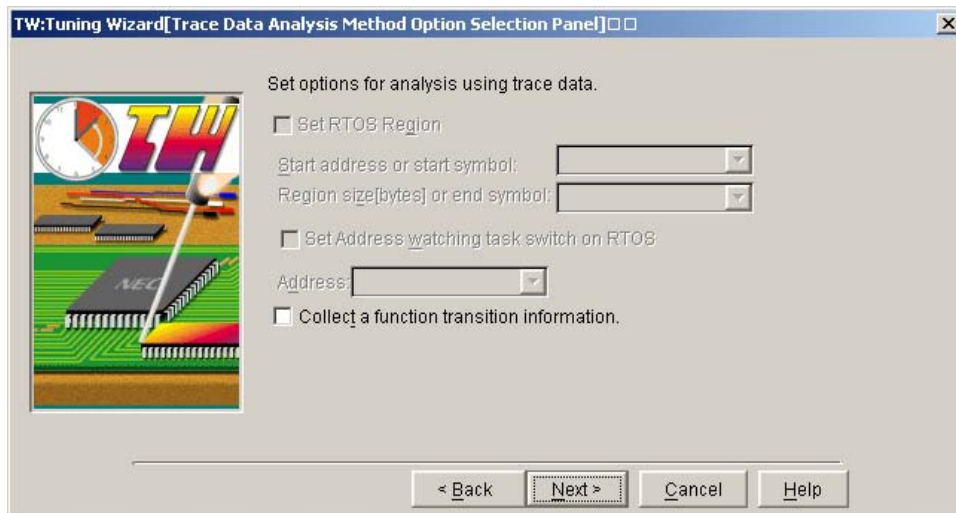 TW:Tuning Wizard[Trace Data Analysis Method Option Selection Panel]□□
TW
NEC
Set options for analysis using trace data.
Set RTOS Region
Start address or start symbol:
Region size[bytes] or end symbol:
Set Address watching task switch on RTOS
Address:
Collect a function transition information.
< Back
Next >
Cancel
Help